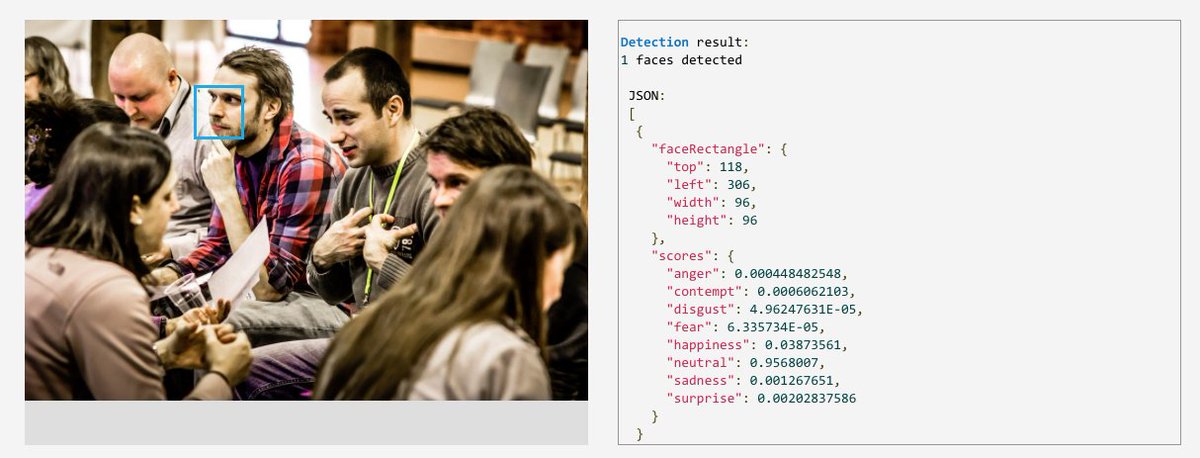 Detection result:
1 faces detected
JSON:
[
{
"faceRectangle": {
"top": 118,
"left": 306,
"width": 96,
"height": 96
},
"scores": {
"anger": 0.000448482548,
"contempt": 0.0006062103,
"disgust": 4.96247631E-05,
"fear": 6.335734E-05,
"happiness": 0.03873561,
"neutral": 0.9568007,
"sadness": 0.001267651,
"surprise": 0.00202837586
}
}